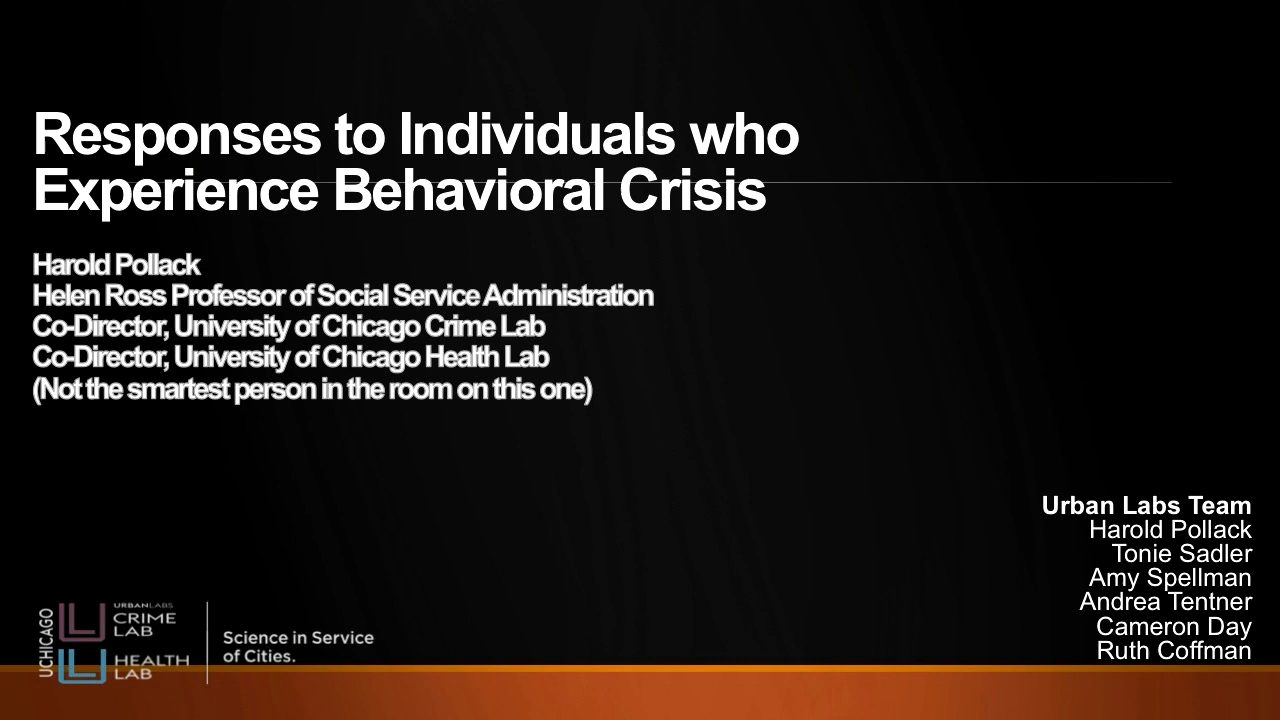 Responses to Individuals who
Experience Behavioral Crisis
Harold Pollack
Helen Ross Professor of Social Service Administration
Co-Director, University of Chicago Crime Lab
Co-Director, University of Chicago Health Lab
(Not the smartest person in the room on this one)
Urban Labs Team
Harold Pollack
Tonie Sadler
Amy Spellman
Andrea Tentner
Cameron Day
Ruth Coffman
UCHICAGO
URBANLABS
CRIME
LAB
HEALTH
LAB
Science in Service
of Cities.